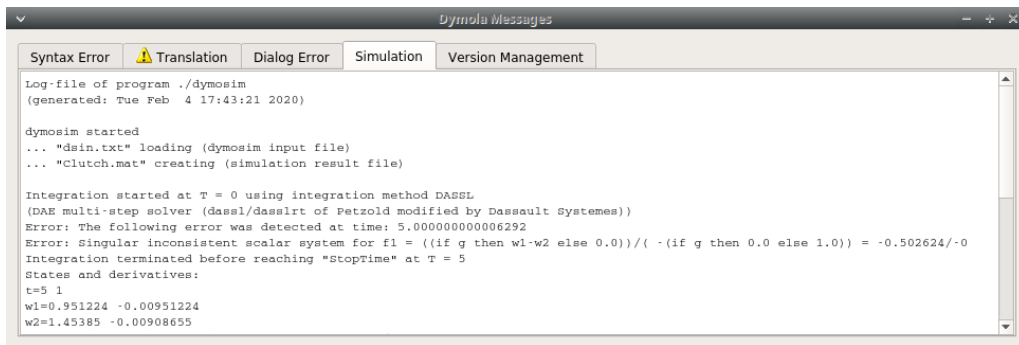 Dymola Messages
Syntax Error Translation Dialog Error Simulation Version Management
Log-file of program ./dymosim
(generated: Tue Feb  4 17:43:21 2020)
dymosim started
... "dsin.txt" loading (dymosim input file)
... "Clutch.mat" creating (simulation result file)
Integration started at T = 0 using integration method DASSL
(DAE multi-step solver (dassl/dasslrt of Petzold modified by Dassault Systemes))
Error: The following error was detected at time: 5.000000000006292
Error: Singular inconsistent scalar system for f1 = ((if g then w1-w2 else 0.0))/( -(if g then 0.0 else 1.0)) = -0.502624/-0
Integration terminated before reaching "StopTime" at T = 5
States and derivatives:
t=5 1
w1=0.951224 -0.00951224
w2=1.45385 -0.00908655